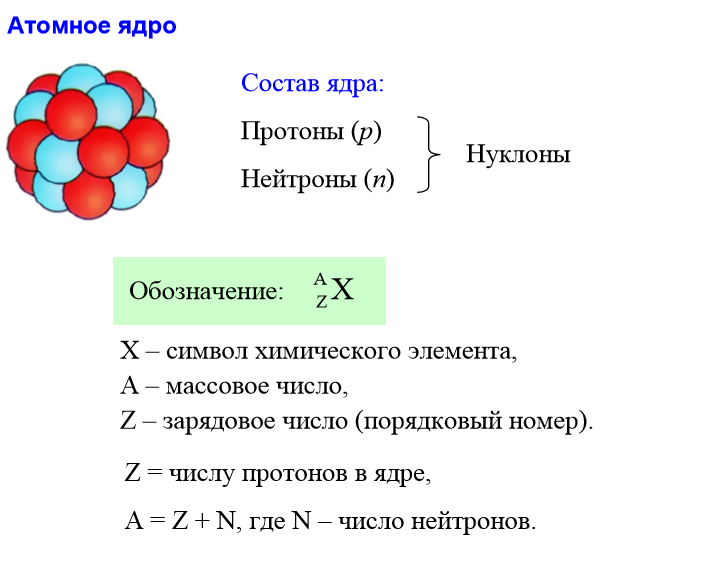 Атомное ядро
Состав ядра:
Протоны (p)
Нейтроны (n)
Нуклоны
Обозначение: A Z X
X – символ химического элемента,
A – массовое число,
Z – зарядовое число (порядковый номер).
Z = числу протонов в ядре,
A = Z + N, где N – число нейтронов.